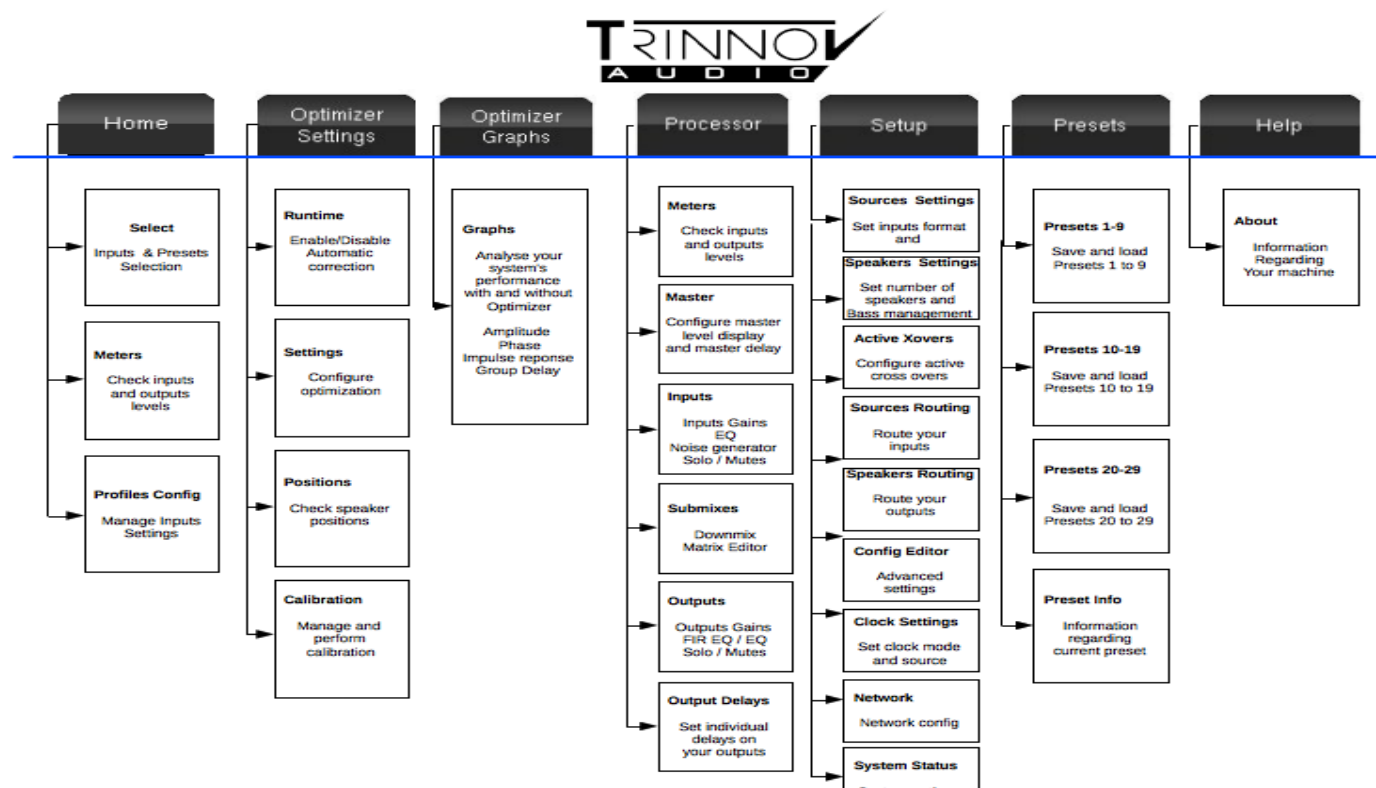 TRINNOV
AUDIO
Home
Select
Inputs & Presets
Selection
Meters
Check inputs
and outputs
levels
Profiles Config
Manage Inputs
Settings
Optimizer
Settings
Runtime
Enable/Disable
Automatic
correction
Settings
Configure
optimization
Positions
Check speaker
positions
Calibration
Manage and
perform
calibration
Optimizer
Graphs
Graphs
Analyse your
system's
performance
with and without
Optimizer
Amplitude
Phase
Impulse reponse
Group Delay
Processor
Meters
Check inputs
and outputs
levels
Master
Configure master
level display
and master delay
Inputs
Inputs Gains
EQ
Noise generator
Solo / Mutes
Submixes
Downmix
Matrix Editor
Outputs
Outputs Gains
FIR EQ / EQ
Solo / Mutes
Output Delays
Set individual
delays on
your outputs
Setup
Sources Settings
Set inputs format
and
Speakers Settings
Set number of
speakers and
Bass management
Active Xovers
Configure active
cross overs
Sources Routing
Route your
inputs
Speakers Routing
Route your
outputs
Config Editor
Advanced
settings
Clock Settings
Set clock mode
and source
Network
Network config
System Status
Presets
Presets 1-9
Save and load
Presets 1 to 9
Presets 10-19
Save and load
Presets 10 to 19
Presets 20-29
Save and load
Presets 20 to 29
Preset Info
Information
regarding
current preset
Help
About
Information
Regarding
Your machine